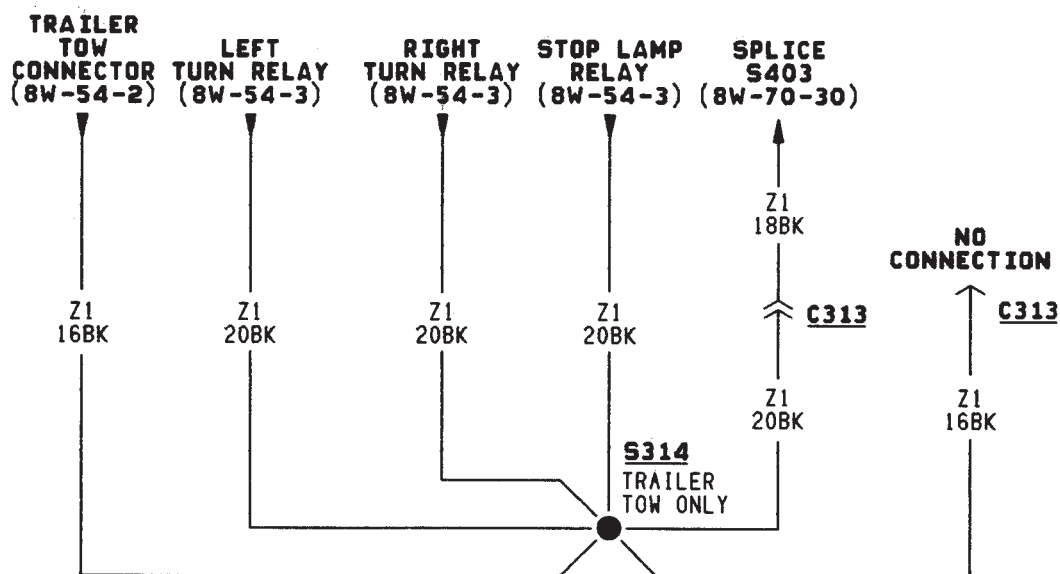 TRAILER
TOW
CONNECTOR
(8W-54-2)
LEFT
TURN RELAY
(8W-54-3)
RIGHT
TURN RELAY
(8W-54-3)
STOP LAMP
RELAY
(8W-54-3)
SPLICE
S403
(8W-70-30)
Z1
18BK
NO
CONNECTION
Z1
16BK
Z1
20BK
Z1
20BK
Z1
20BK
C313
C313
Z1
20BK
Z1
16BK
S314
TRAILER
TOW ONLY